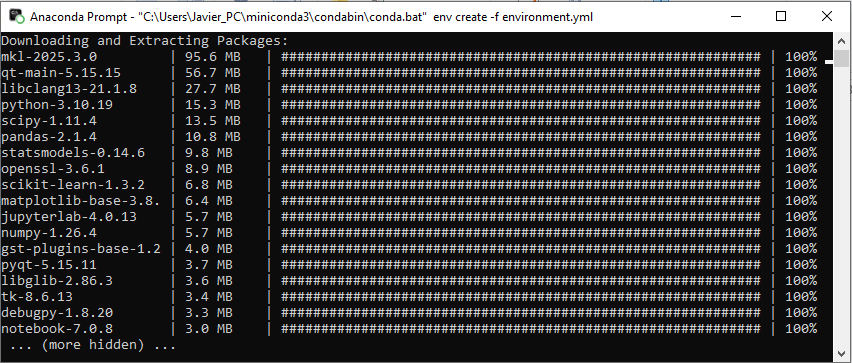 Anaconda Prompt - "C:\Users\Javier_PC\miniconda3\condabin\conda.bat" env create -f environment.yml
Downloading and Extracting Packages:
mkl-2025.3.0 | 95.6 MB | ############################################################ | 100%
qt-main-5.15.15 | 56.7 MB | ############################################################ | 100%
libclang13-21.1.8 | 27.7 MB | ############################################################ | 100%
python-3.10.19 | 15.3 MB | ############################################################ | 100%
scipy-1.11.4 | 13.5 MB | ############################################################ | 100%
pandas-2.1.4 | 10.8 MB | ############################################################ | 100%
statsmodels-0.14.6 | 9.8 MB | ############################################################ | 100%
openssl-3.6.1 | 8.9 MB | ############################################################ | 100%
scikit-learn-1.3.2 | 6.8 MB | ############################################################ | 100%
matplotlib-base-3.8. | 6.4 MB | ############################################################ | 100%
jupyterlab-4.0.13 | 5.7 MB | ############################################################ | 100%
numpy-1.26.4 | 5.7 MB | ############################################################ | 100%
gst-plugins-base-1.2 | 4.0 MB | ############################################################ | 100%
pyqt-5.15.11 | 3.7 MB | ############################################################ | 100%
libglib-2.86.3 | 3.6 MB | ############################################################ | 100%
tk-8.6.13 | 3.4 MB | ############################################################ | 100%
debugpy-1.8.20 | 3.3 MB | ############################################################ | 100%
notebook-7.0.8 | 3.0 MB | ############################################################ | 100%
... (more hidden) ...